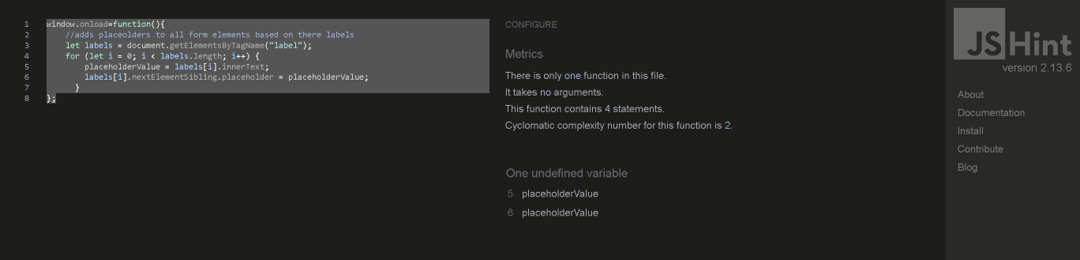 1 window.onload=function(){
2 //adds placeolders to all form elements based on there labels
3 let labels = document.getElementsByTagName("label");
4 for (let i = 0; i < labels.length; i++) {
5 placeholderValue = labels[i].innerText;
6 labels[i].nextElementSibling.placeholder = placeholderValue;
7 }
8 };
CONFIGURE
Metrics
There is only one function in this file.
It takes no arguments.
This function contains 4 statements.
Cyclomatic complexity number for this function is 2.
One undefined variable
5 placeholderValue
6 placeholderValue
JSHint
version 2.13.6
About
Documentation
Install
Contribute
Blog